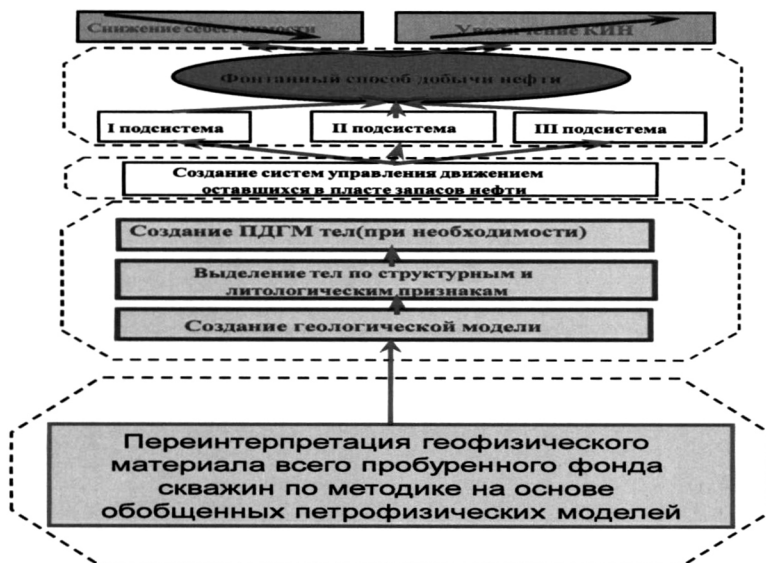 Снижение себестоимости
Увеличение КИН
Фонтанный способ добычи нефти
I подсистема
II подсистема
III подсистема
Создание систем управления движением
оставшихся в пласте запасов нефти
Создание ПДГМ тел(при необходимости)
Выделение тел по структурным и
литологическим признакам
Создание геологической модели
Переинтерпретация геофизического
материала всего пробуренного фонда
скважин по методике на основе
обобщенных петрофизических моделей